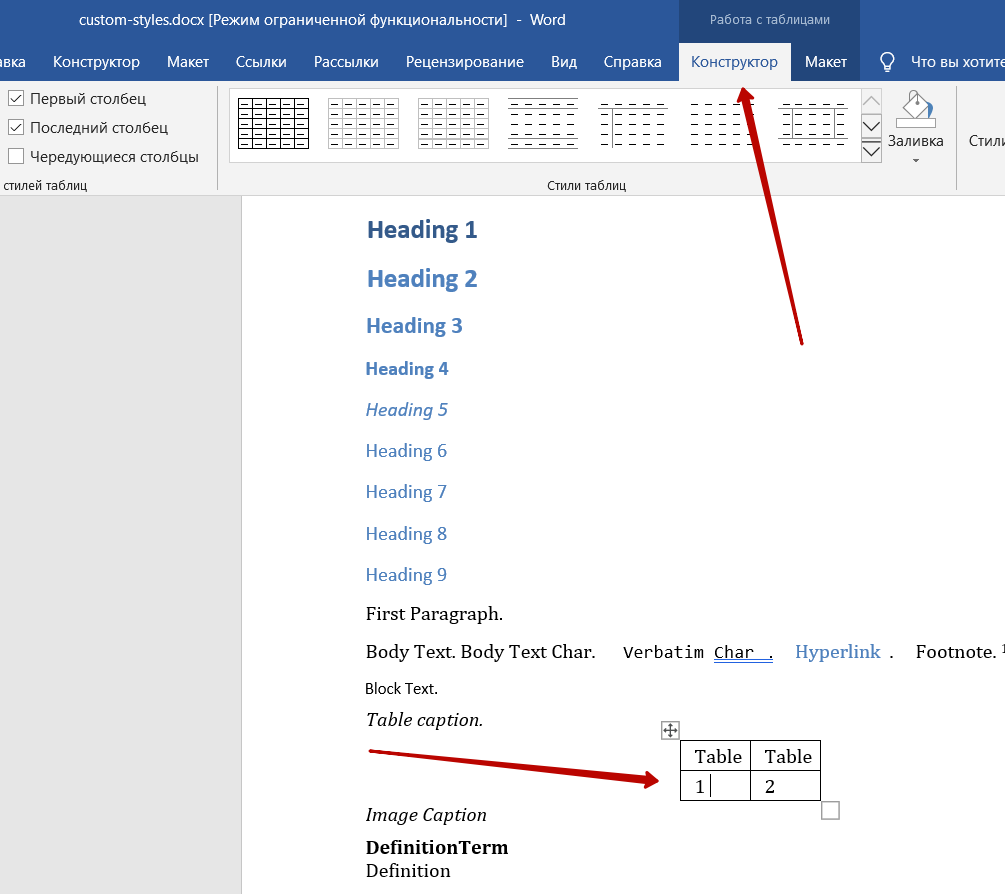 custom-styles.docx [Режим ограниченной функциональности] - Word
Работа с таблицами
авка Конструктор Макет Ссылки Рассылки Рецензирование Вид Справка Конструктор Макет Что вы хотите
Первый столбец
Последний столбец
Чередующиеся столбцы
Заливка
Стили
стилей таблиц
Стили таблиц
Heading 1
Heading 2
Heading 3
Heading 4
Heading 5
Heading 6
Heading 7
Heading 8
Heading 9
First Paragraph.
Body Text. Body Text Char. Verbatim Char . Hyperlink . Footnote. 1
Block Text.
Table caption.
Table Table
1 2
Image Caption
DefinitionTerm
Definition